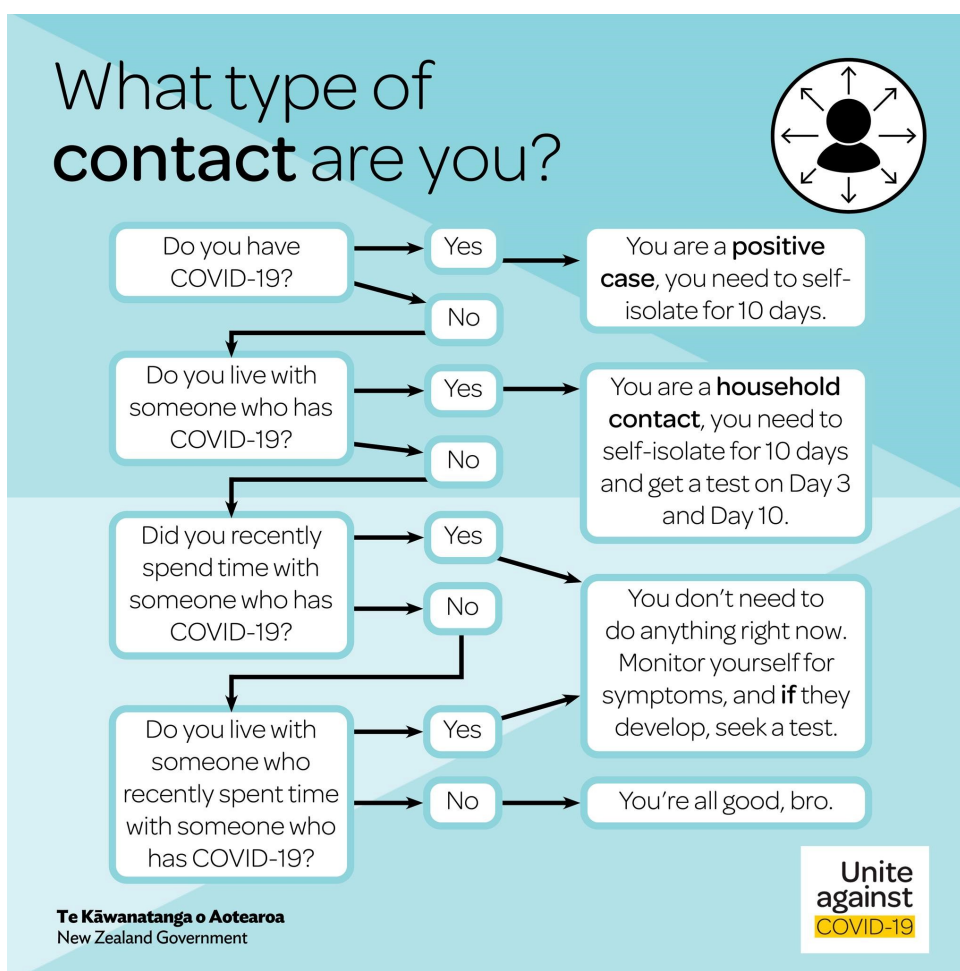 What type of
contact are you?
Do you have
COVID-19?
Yes
You are a positive
case, you need to self-
isolate for 10 days.
No
Do you live with
someone who has
COVID-19?
Yes
You are a household
contact, you need to
self-isolate for 10 days
and get a test on Day 3
and Day 10.
No
Did you recently
spend time with
someone who has
COVID-19?
Yes
No
You don't need to
do anything right now.
Monitor yourself for
symptoms, and if they
develop, seek a test.
Do you live with
someone who
recently spent time
with someone who
has COVID-19?
Yes
No
You're all good, bro.
Te Kāwanatanga o Aotearoa
New Zealand Government
Unite
against
COVID-19